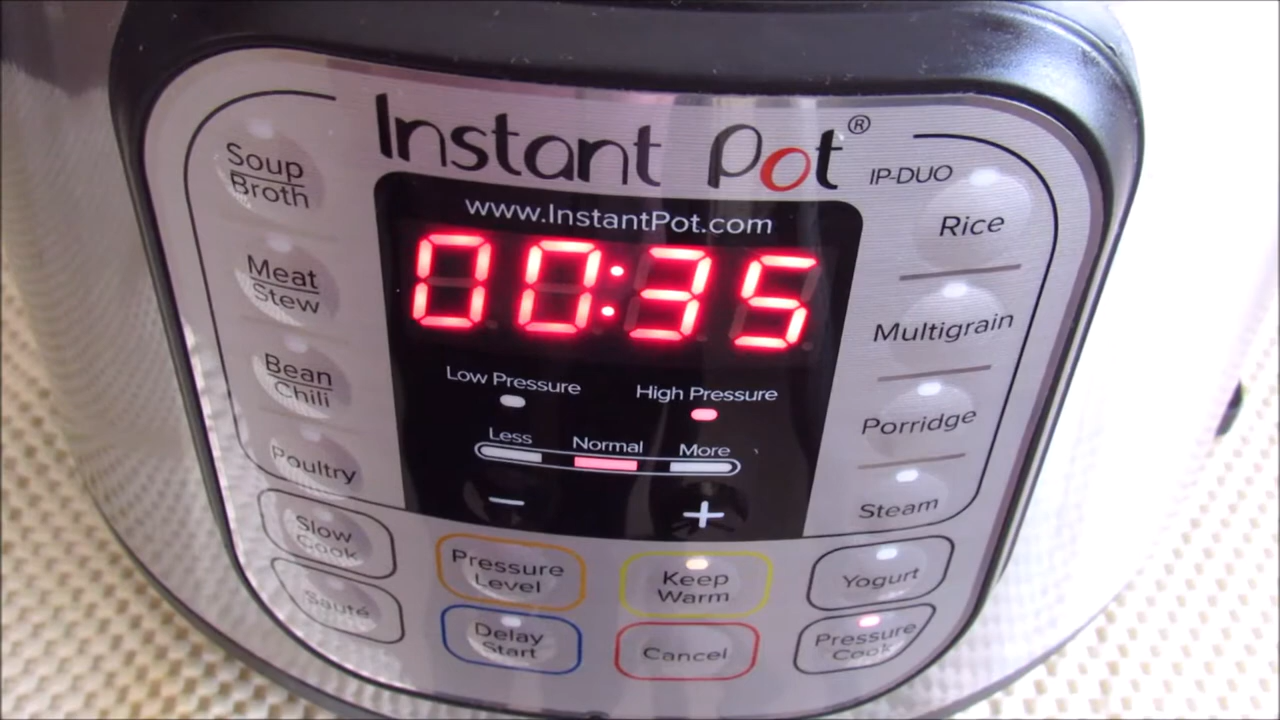 Instant Pot®
IP-DUO
www.InstantPot.com
00:35
Low Pressure
High Pressure
Less
Normal
More
−
+
Soup
Broth
Meat
Stew
Bean
Chili
Poultry
Slow
Cook
Sauté
Rice
Multigrain
Porridge
Steam
Pressure
Level
Keep
Warm
Yogurt
Delay
Start
Cancel
Pressure
Cook